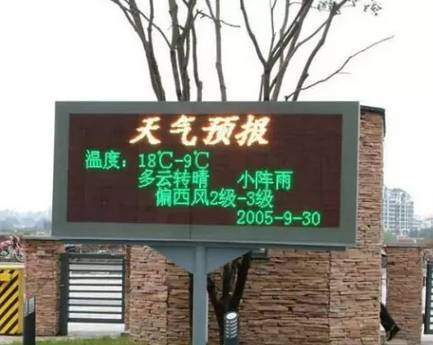 天气预报
温度：18℃-9℃
多云转晴 小阵雨
偏西风2级-3级
2005-9-30